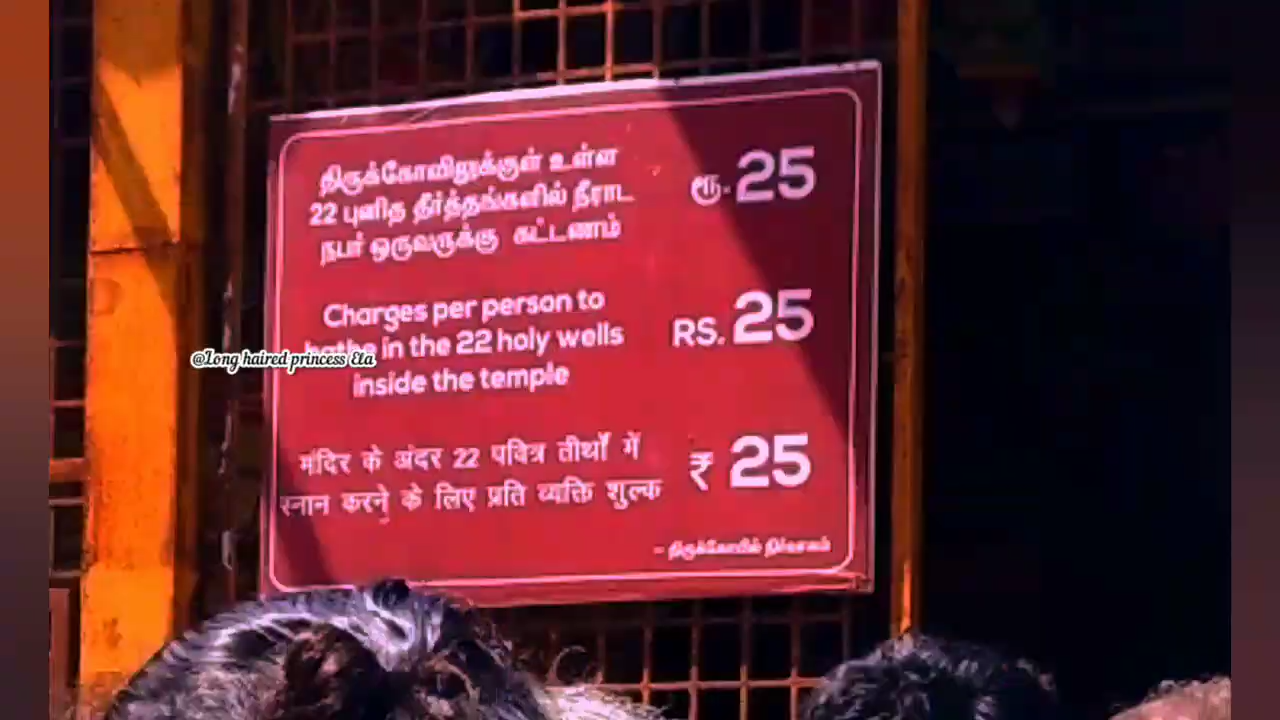 திருக்கோவிலுக்குள் உள்ள
22 புனித தீர்த்தங்களில் நீராட
நபர் ஒருவருக்கு கட்டணம்
ரூ. 25
Charges per person to
bathe in the 22 holy wells
inside the temple
RS. 25
@Long haired princess Ela
मंदिर के अंदर 22 पवित्र तीर्थों में
स्नान करने के लिए प्रति व्यक्ति शुल्क
₹ 25
- திருக்கோயில் நிர்வாகம்